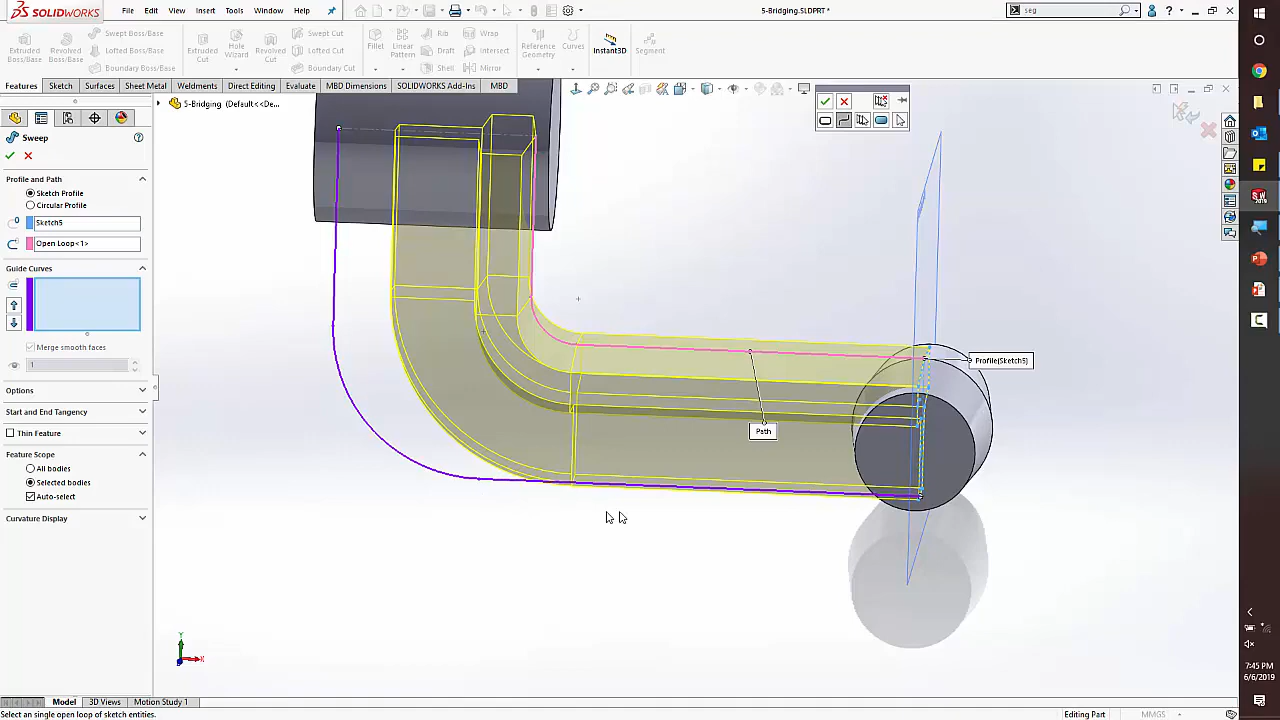 SOLIDWORKS
File Edit View Insert Tools Window Help
5-Bridging.SLDPRT *
seg
Extruded Boss/Base
Revolved Boss/Base
Swept Boss/Base
Lofted Boss/Base
Boundary Boss/Base
Extruded Cut
Hole Wizard
Revolved Cut
Swept Cut
Lofted Cut
Boundary Cut
Fillet
Linear Pattern
Rib
Draft
Shell
Wrap
Intersect
Mirror
Reference Geometry
Curves
Instant3D
Segment
Features Sketch Surfaces Sheet Metal Weldments Direct Editing Evaluate MBD Dimensions SOLIDWORKS Add-Ins MBD
5-Bridging (Default<<De...
Sweep
Profile and Path
Sketch Profile
Circular Profile
Sketch5
Open Loop<1>
Guide Curves
Merge smooth faces
1
Options
Start and End Tangency
Thin Feature
Feature Scope
All bodies
Selected bodies
Auto-select
Curvature Display
Profile(Sketch5)
Path
Y
X
Model 3D Views Motion Study 1
Select a single open loop of sketch entities.
Editing Part
MMGS
7:45 PM
6/6/2019